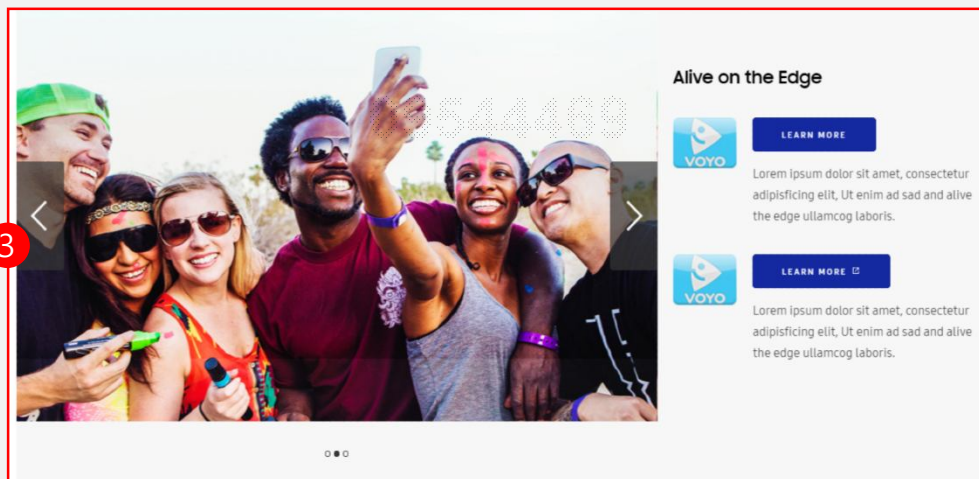 3
09544469
Alive on the Edge
VOYO
LEARN MORE
Lorem ipsum dolor sit amet, consectetur
adipisficing elit, Ut enim ad sad and alive
the edge ullamcog laboris.
VOYO
LEARN MORE
Lorem ipsum dolor sit amet, consectetur
adipisficing elit, Ut enim ad sad and alive
the edge ullamcog laboris.